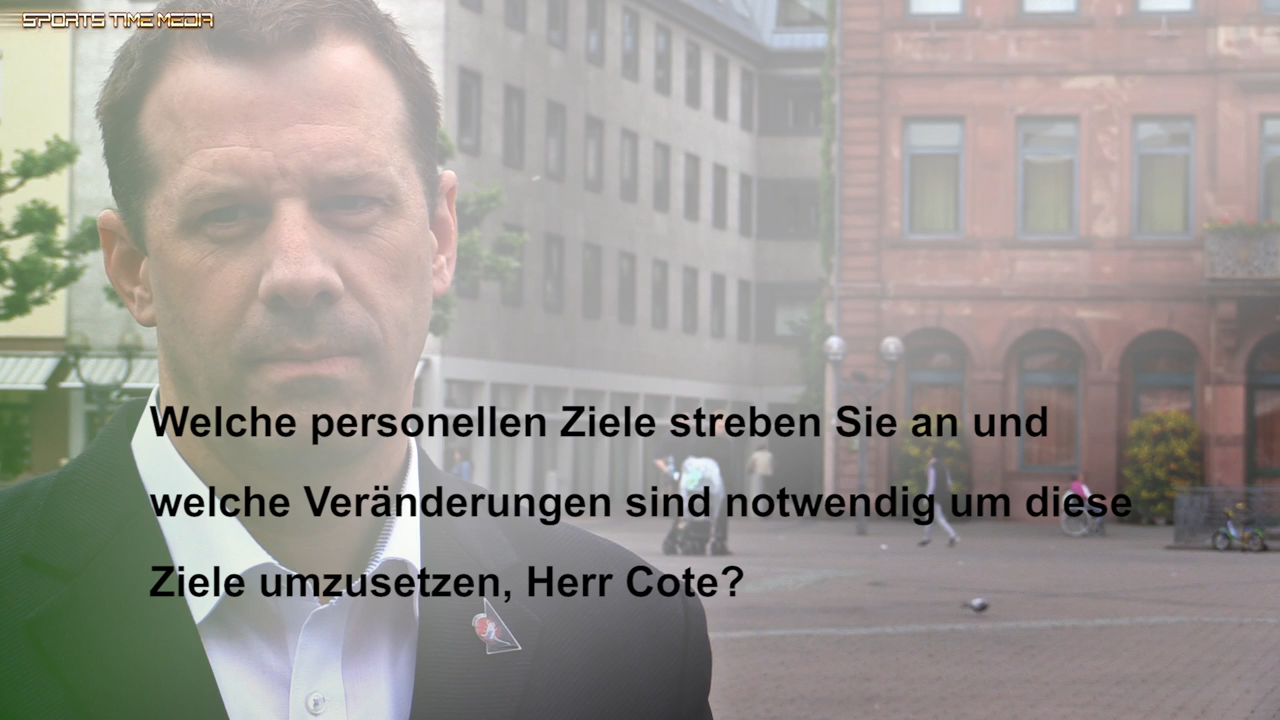 SPORTS TIME MEDIA
Welche personellen Ziele streben Sie an und
welche Veränderungen sind notwendig um diese
Ziele umzusetzen, Herr Cote?